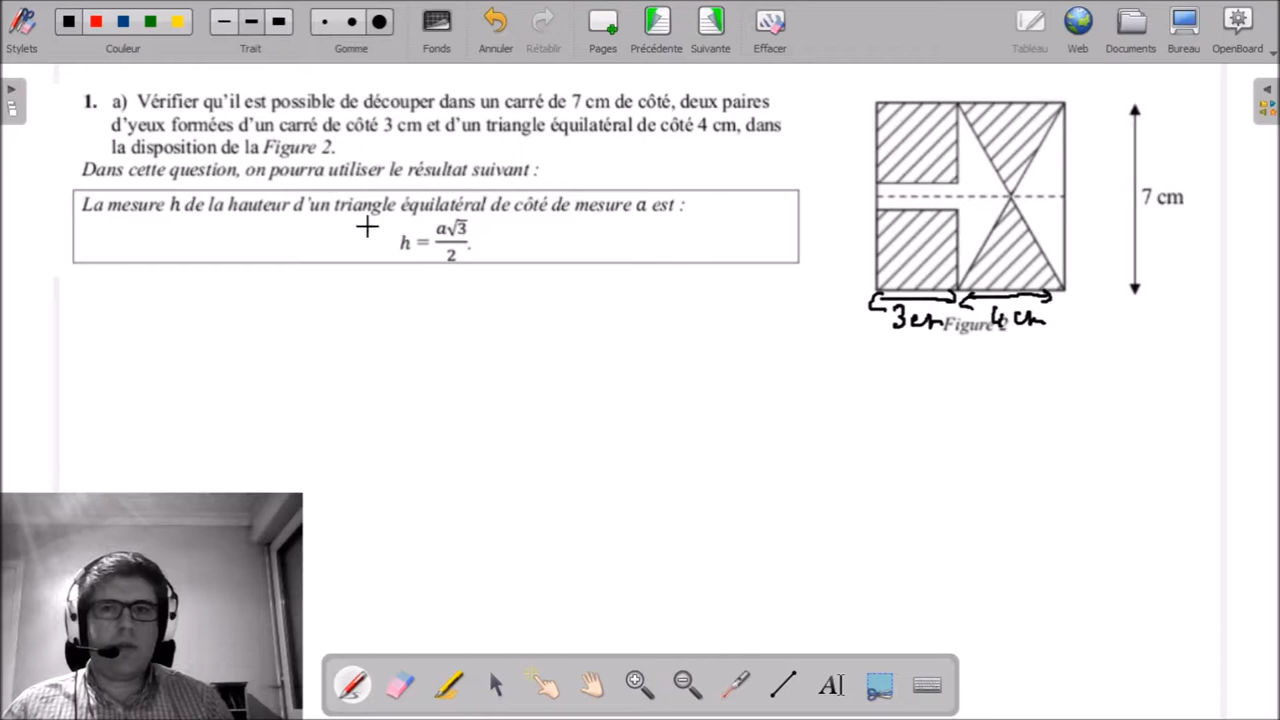 Stylets
Couleur
Trait
Gomme
Fonds
Annuler
Rétablir
Pages
Précédente
Suivante
Effacer
Tableau
Web
Documents
Bureau
OpenBoard
1. a) Vérifier qu'il est possible de découper dans un carré de 7 cm de côté, deux paires
d'yeux formées d'un carré de côté 3 cm et d'un triangle équilatéral de côté 4 cm, dans
la disposition de la Figure 2.
Dans cette question, on pourra utiliser le résultat suivant :
La mesure h de la hauteur d'un triangle équilatéral de côté de mesure a est :
h = a√3/2.
7 cm
3 cm
4 cm
Figure
AI